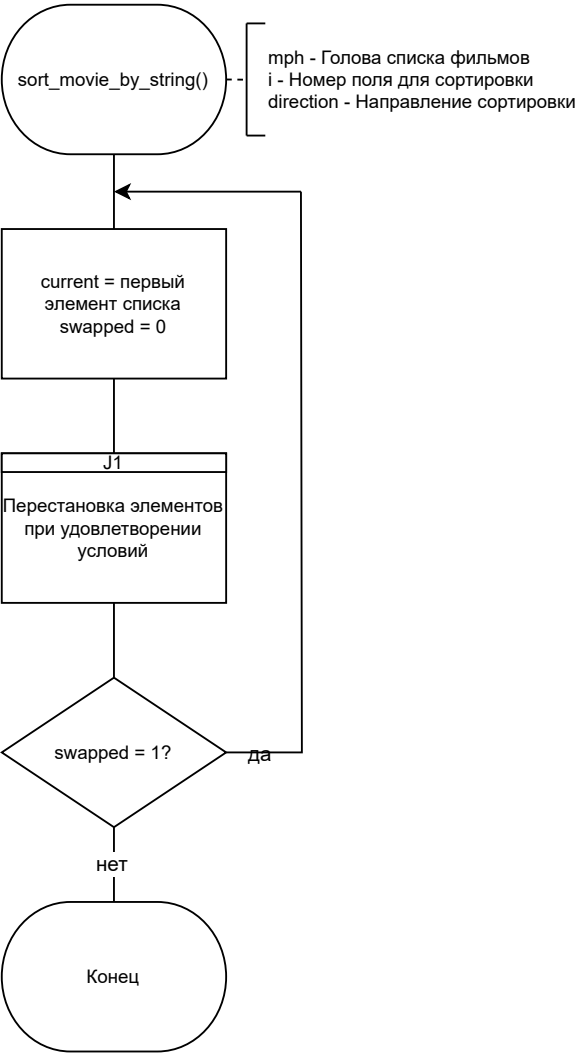 sort_movie_by_string()
mph - Голова списка фильмов
i - Номер поля для сортировки
direction - Направление сортировки
current = первый
элемент списка
swapped = 0
J1
Перестановка элементов
при удовлетворении
условий
swapped = 1?
да
нет
Конец